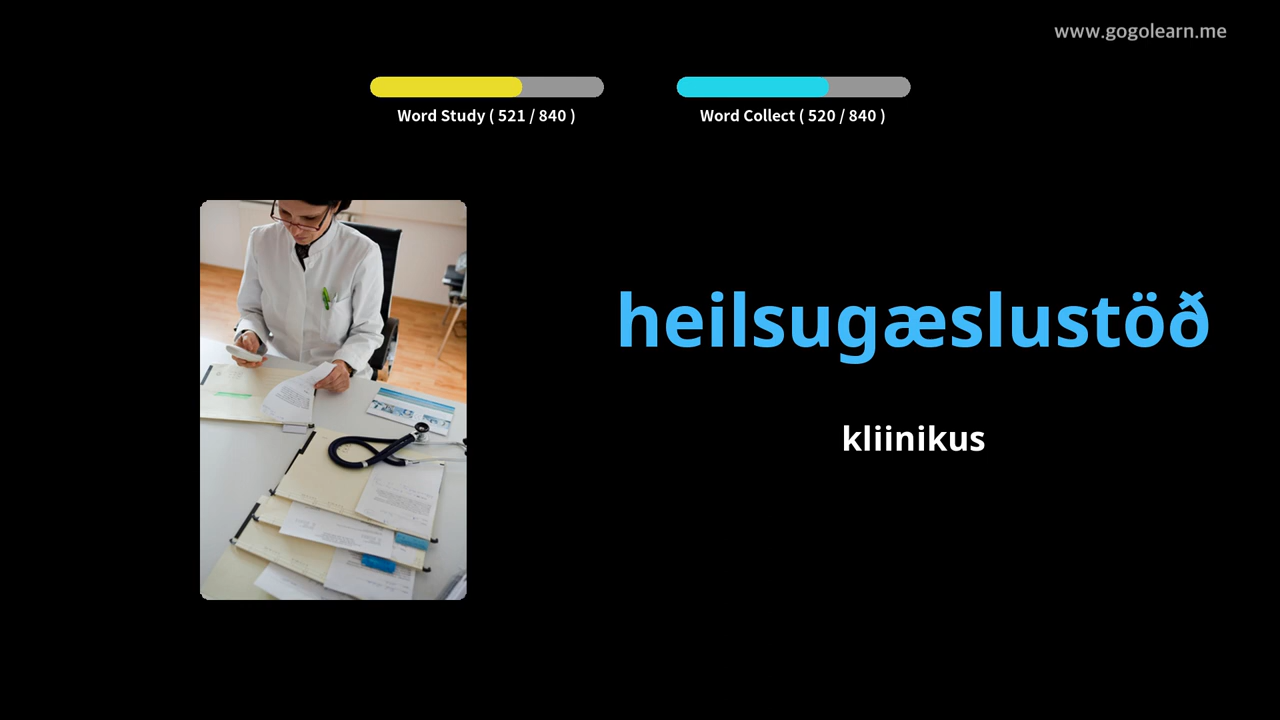 www.gogolearn.me
Word Study ( 521 / 840 )
Word Collect ( 520 / 840 )
heilsugæslustöð
kliinikus